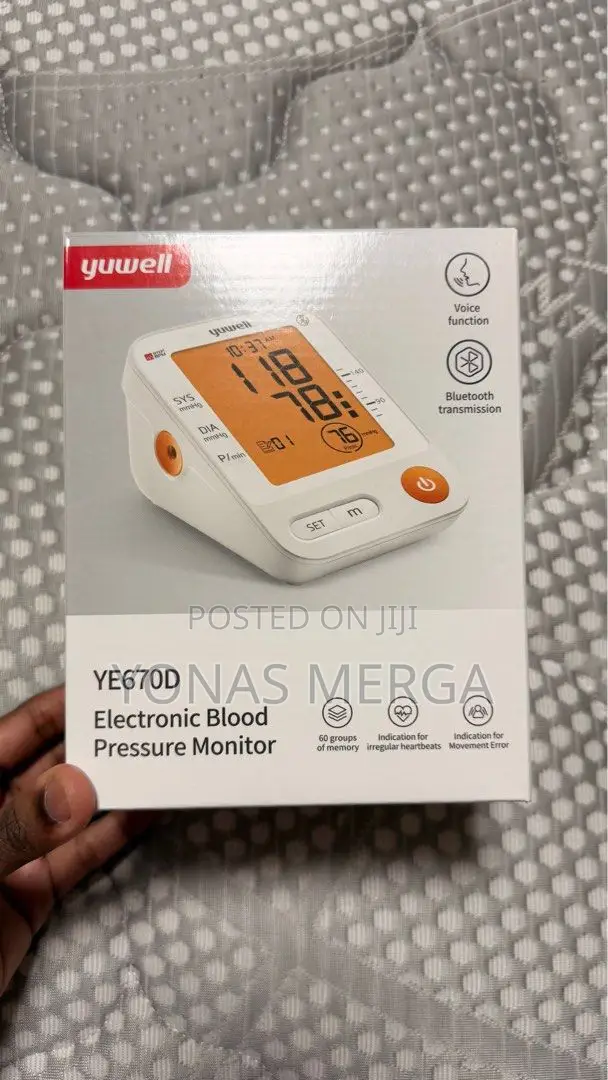 yuwell
Voice
function
Bluetooth
transmission
yuwell
10:37 AM
118
78
SYS
mmHg
DIA
mmHg
P/min
140
90
01
76
SET
m
POSTED ON JIJI
YONAS MERGA
YE670D
Electronic Blood
Pressure Monitor
60 groups
of memory
Indication for
irregular heartbeats
Indication for
Movement Error